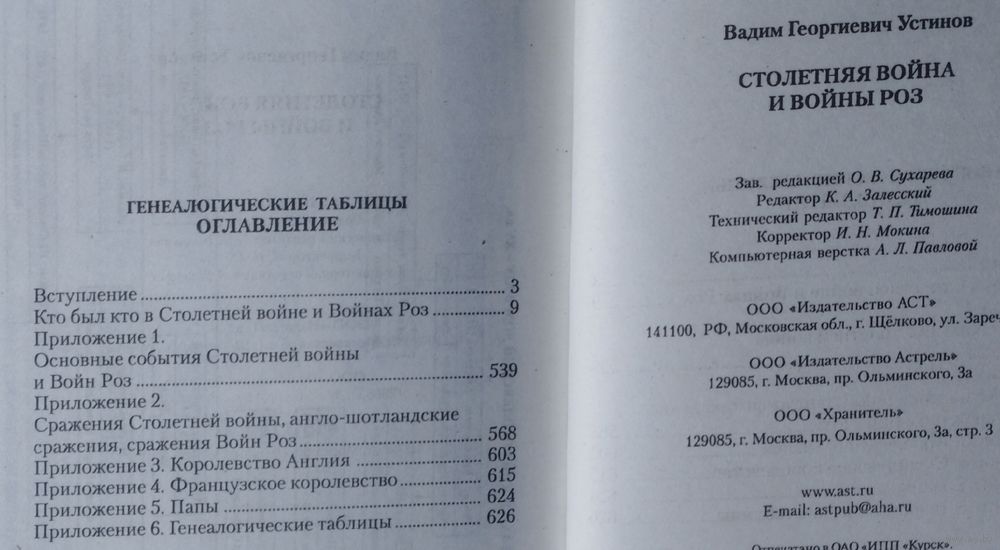 ГЕНЕАЛОГИЧЕСКИЕ ТАБЛИЦЫ
ОГЛАВЛЕНИЕ
Вступление 3
Кто был кто в Столетней войне и Войнах Роз 9
Приложение 1.
Основные события Столетней войны
и Войн Роз 539
Приложение 2.
Сражения Столетней войны, англо-шотландские
сражения, сражения Войн Роз 568
Приложение 3. Королевство Англия 603
Приложение 4. Французское королевство 615
Приложение 5. Папы 624
Приложение 6. Генеалогические таблицы 626
Вадим Георгиевич Устинов
СТОЛЕТНЯЯ ВОЙНА
И ВОЙНЫ РОЗ
Зав. редакцией О. В. Сухарева
Редактор К. А. Залесский
Технический редактор Т. П. Тимошина
Корректор И. Н. Мокина
Компьютерная верстка А. Л. Павловой
ООО «Издательство АСТ»
141100, РФ, Московская обл., г. Щёлково, ул. Зареч
ООО «Издательство Астрель»
129085, г. Москва, пр. Ольминского, 3а
ООО «Хранитель»
129085, г. Москва, пр. Ольминского, 3а, стр. 3
www.ast.ru
E-mail: astpub@aha.ru
Отпечатано в ОАО «ИПП «Курск».